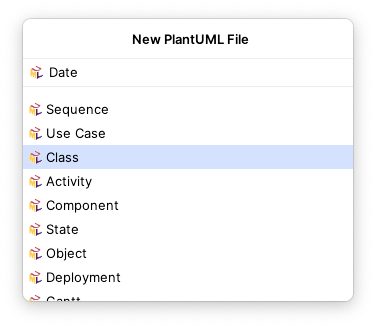 New PlantUML File
Date
Sequence
Use Case
Class
Activity
Component
State
Object
Deployment
Gantt